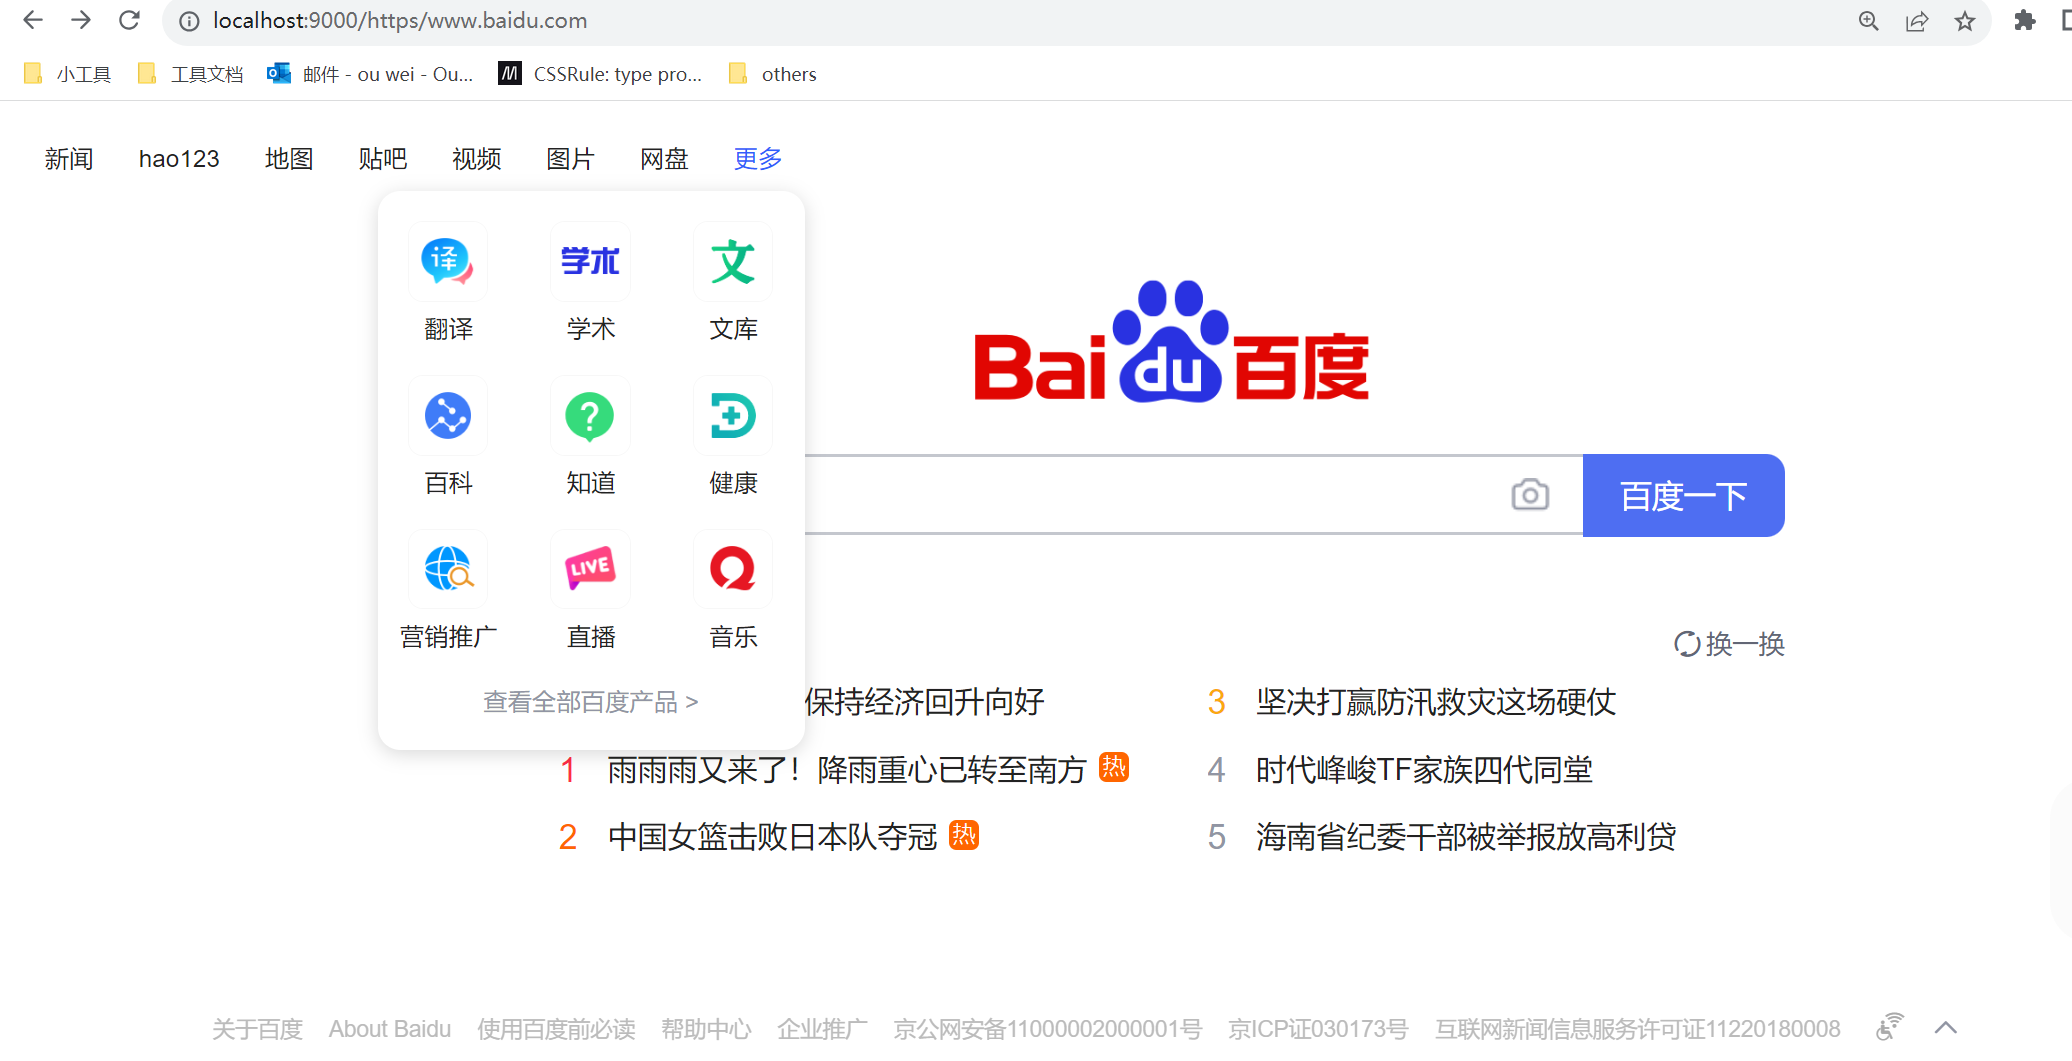 localhost:9000/https/www.baidu.com
小工具 工具文档 邮件 - ou wei - Ou... CSSRule: type pro... others
新闻 hao123 地图 贴吧 视频 图片 网盘 更多
译 学术 文
翻译 学术 文库
Bai du 百度
百科 知道 健康
百度一下
LIVE
营销推广 直播 音乐
换一换
查看全部百度产品 >
保持经济回升向好
3 坚决打赢防汛救灾这场硬仗
1 雨雨雨又来了！降雨重心已转至南方 热
4 时代峰峻TF家族四代同堂
2 中国女篮击败日本队夺冠 热
5 海南省纪委干部被举报放高利贷
关于百度 About Baidu 使用百度前必读 帮助中心 企业推广 京公网安备11000002000001号 京ICP证030173号 互联网新闻信息服务许可证11220180008